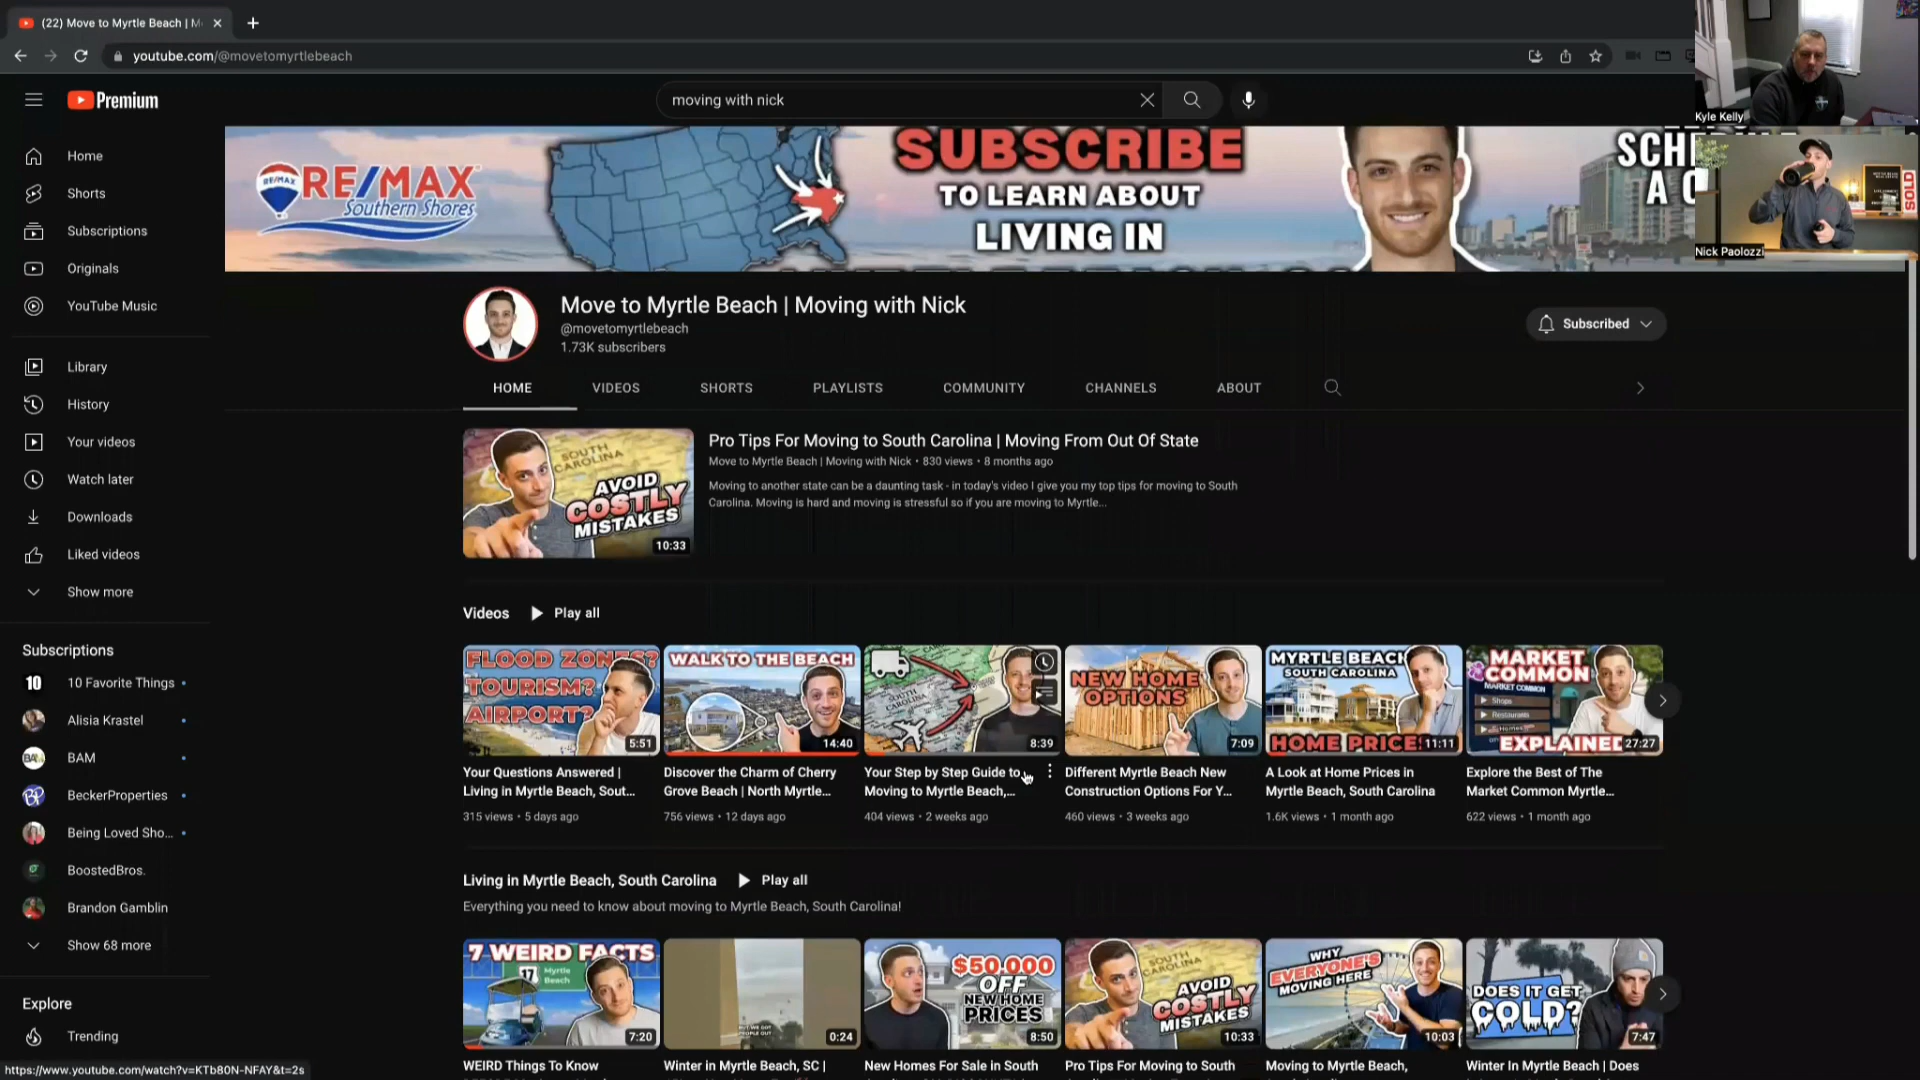 (22) Move to Myrtle Beach | M
youtube.com/@movetomyrtlebeach
Premium
moving with nick
Kyle Kelly
Nick Paolozzi
SOLD
Home
Shorts
Subscriptions
Originals
YouTube Music
Library
History
Your videos
Watch later
Downloads
Liked videos
Show more
Subscriptions
10 Favorite Things
Alisia Krastel
BAM
BeckerProperties
Being Loved Sho...
BoostedBros.
Brandon Gamblin
Show 68 more
Explore
Trending
RE/MAX
RE/MAX
Southern Shores
SUBSCRIBE
TO LEARN ABOUT
LIVING IN
Move to Myrtle Beach | Moving with Nick
@movetomyrtlebeach
1.73K subscribers
Subscribed
HOME
VIDEOS
SHORTS
PLAYLISTS
COMMUNITY
CHANNELS
ABOUT
SOUTH
CAROLINA
AVOID
COSTLY
MISTAKES
10:33
Pro Tips For Moving to South Carolina | Moving From Out Of State
Move to Myrtle Beach | Moving with Nick • 830 views • 8 months ago
Moving to another state can be a daunting task - in today's video I give you my top tips for moving to South
Carolina. Moving is hard and moving is stressful so if you are moving to Myrtle...
Videos
Play all
FLOOD ZONES?
TOURISM?
AIRPORT?
5:51
Your Questions Answered |
Living in Myrtle Beach, Sout...
315 views • 5 days ago
WALK TO THE BEACH
14:40
Discover the Charm of Cherry
Grove Beach | North Myrtle...
756 views • 12 days ago
8:39
Your Step by Step Guide to
Moving to Myrtle Beach,...
404 views • 2 weeks ago
NEW HOME
OPTIONS
7:09
Different Myrtle Beach New
Construction Options For Y...
460 views • 3 weeks ago
MYRTLE BEACH
SOUTH CAROLINA
HOME PRICE
11:11
A Look at Home Prices in
Myrtle Beach, South Carolina
1.6K views • 1 month ago
MARKET
COMMON
MARKET COMMON
Shops
Restaurants
Homes
EXPLAINED
27:27
Explore the Best of The
Market Common Myrtle...
622 views • 1 month ago
Living in Myrtle Beach, South Carolina
Play all
Everything you need to know about moving to Myrtle Beach, South Carolina!
7 WEIRD FACTS
17 Myrtle
Beach
7:20
WEIRD Things To Know
0:24
Winter in Myrtle Beach, SC |
$50,000
OFF
NEW HOME
PRICES
8:50
New Homes For Sale in South
SOUTH
CAROLINA
AVOID
COSTLY
MISTAKES
10:33
Pro Tips For Moving to South
WHY
EVERYONE'S
MOVING HERE
10:03
Moving to Myrtle Beach,
DOES IT GET
COLD?
7:47
Winter In Myrtle Beach | Does
https://www.youtube.com/watch?v=KTb80N-NFAY&t=2s